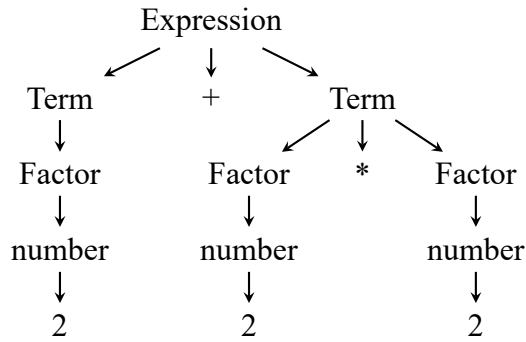 Expression
Term + Term
Factor Factor * Factor
number number number
2 2 2